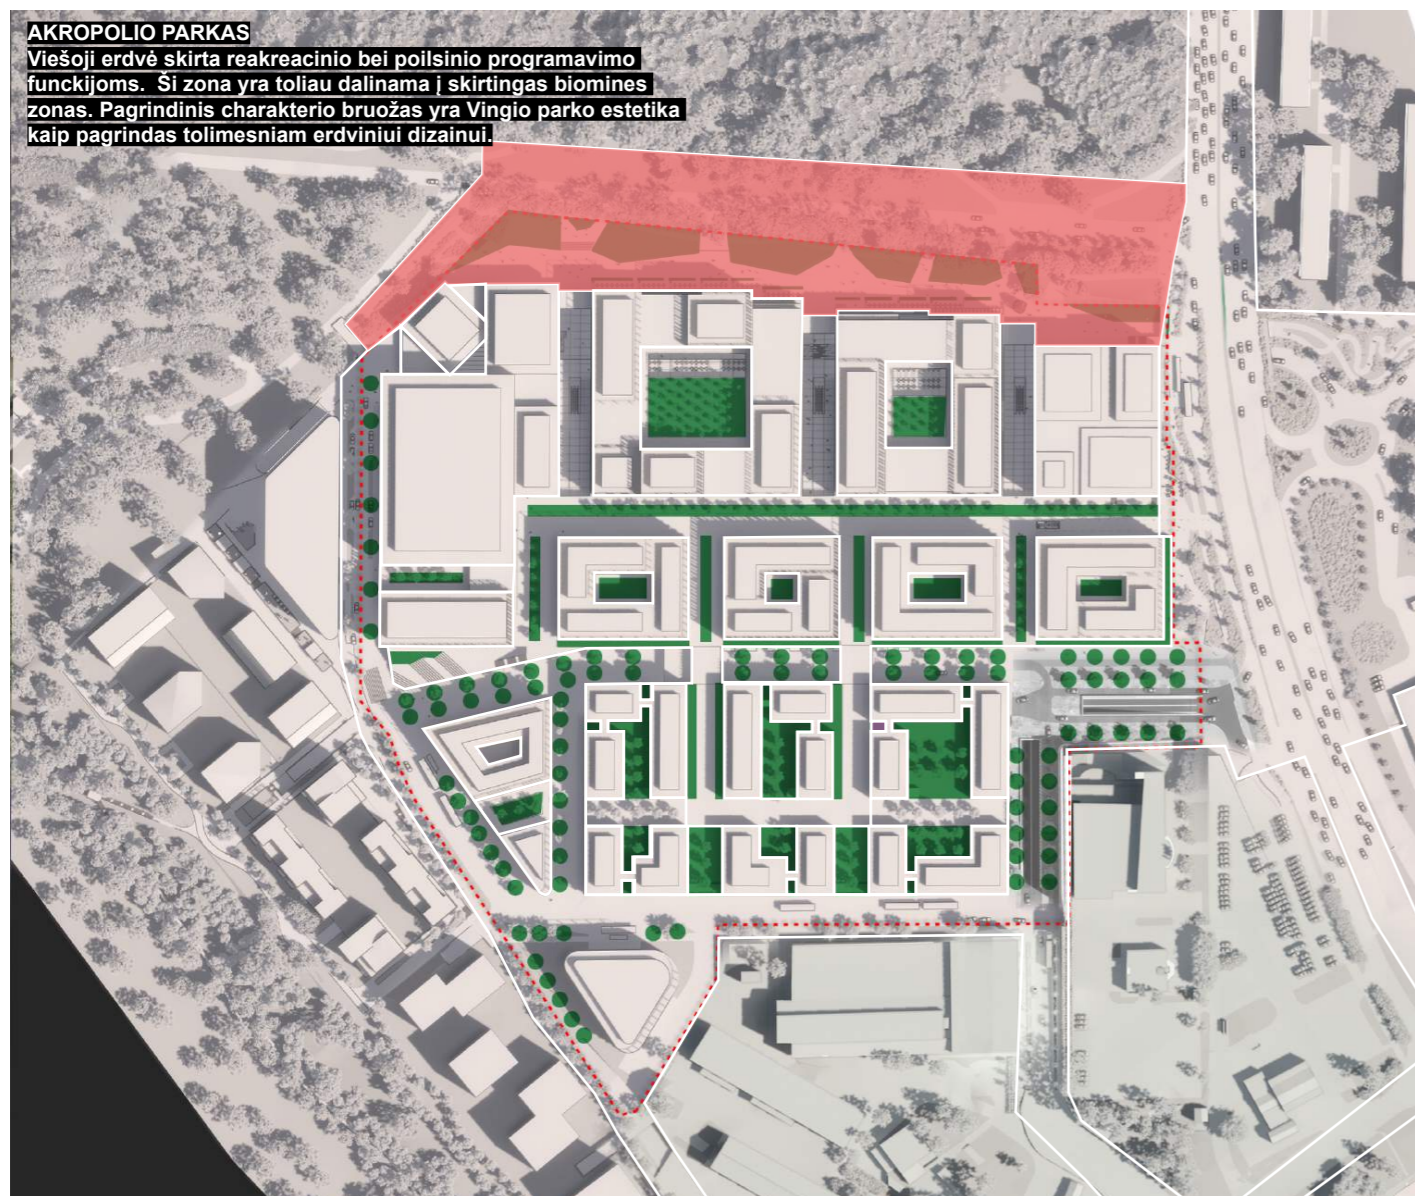 AKROPOLIO PARKAS
Viešoji erdvė skirta reakreacinio bei poilsinio programavimo
funckijoms. Ši zona yra toliau dalinama į skirtingas biomines
zonas. Pagrindinis charakterio bruožas yra Vingio parko estetika
kaip pagrindas tolimesniam erdviniui dizainui.